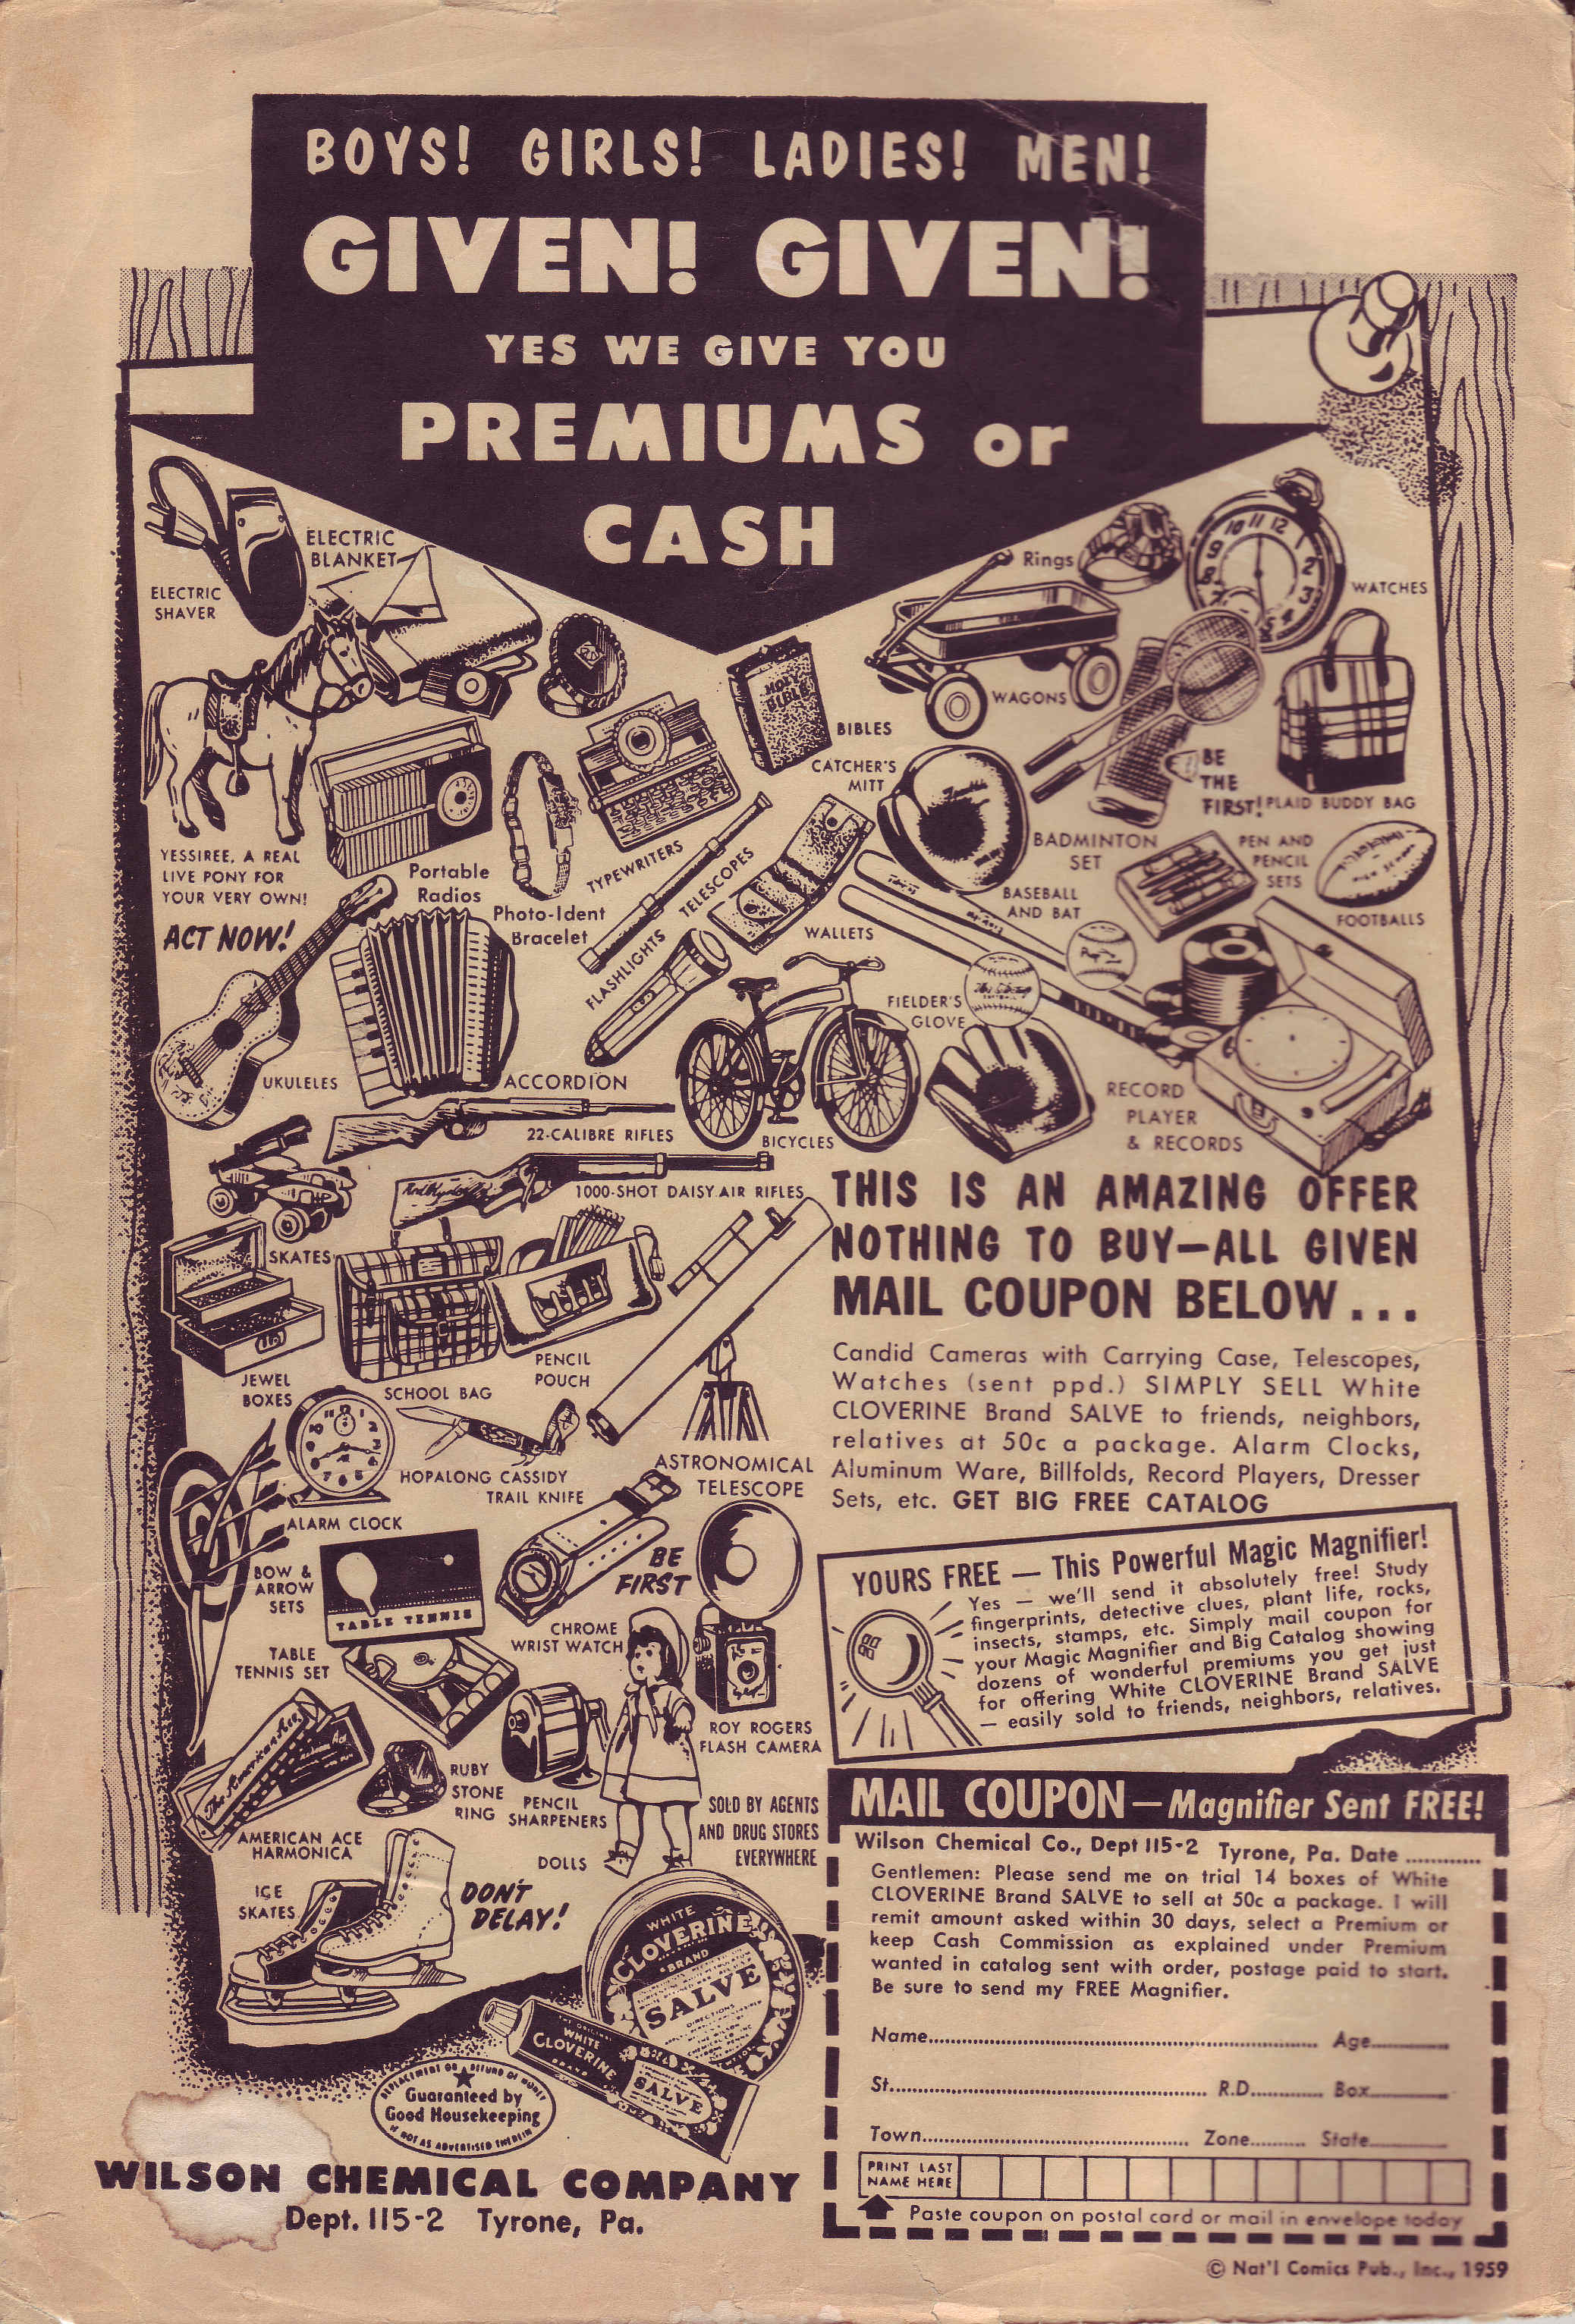 BOYS! GIRLS! LADIES! MEN!
GIVEN! GIVEN!
YES WE GIVE YOU
PREMIUMS or
CASH
ELECTRIC
SHAVER
ELECTRIC
BLANKET
Rings
WATCHES
WAGONS
HOLY
BIBLE
BIBLES
CATCHER'S
MITT
BE
THE
FIRST!
PLAID BUDDY BAG
YESSIREE, A REAL
LIVE PONY FOR
YOUR VERY OWN!
ACT NOW!
Portable
Radios
Photo-Ident
Bracelet
TYPEWRITERS
TELESCOPES
FLASHLIGHTS
WALLETS
BADMINTON
SET
BASEBALL
AND BAT
PEN AND
PENCIL
SETS
FOOTBALLS
FIELDER'S
GLOVE
UKULELES
ACCORDION
22-CALIBRE RIFLES
BICYCLES
RECORD
PLAYER
& RECORDS
1000-SHOT DAISY AIR RIFLES
SKATES
JEWEL
BOXES
SCHOOL BAG
PENCIL
POUCH
HOPALONG CASSIDY
TRAIL KNIFE
ASTRONOMICAL
TELESCOPE
ALARM CLOCK
BOW &
ARROW
SETS
TABLE TENNIS
TABLE
TENNIS SET
BE
FIRST
CHROME
WRIST WATCH
ROY ROGERS
FLASH CAMERA
RUBY
STONE
RING
PENCIL
SHARPENERS
The American Ace
AMERICAN ACE
HARMONICA
DOLLS
SOLD BY AGENTS
AND DRUG STORES
EVERYWHERE
ICE
SKATES
DON'T
DELAY!
WHITE
CLOVERINE
BRAND
SALVE
DIRECTIONS
THE ORIGINAL
WHITE
CLOVERINE
BRAND
SALVE
REPLACEMENT OR REFUND OF MONEY
Guaranteed by
Good Housekeeping
IF NOT AS ADVERTISED THEREIN
WILSON CHEMICAL COMPANY
Dept. 115-2 Tyrone, Pa.
THIS IS AN AMAZING OFFER
NOTHING TO BUY—ALL GIVEN
MAIL COUPON BELOW...
Candid Cameras with Carrying Case, Telescopes,
Watches (sent ppd.) SIMPLY SELL White
CLOVERINE Brand SALVE to friends, neighbors,
relatives at 50c a package. Alarm Clocks,
Aluminum Ware, Billfolds, Record Players, Dresser
Sets, etc. GET BIG FREE CATALOG
YOURS FREE — This Powerful Magic Magnifier!
Yes — we'll send it absolutely free! Study
fingerprints, detective clues, plant life, rocks,
insects, stamps, etc. Simply mail coupon for
your Magic Magnifier and Big Catalog showing
dozens of wonderful premiums you get just
for offering White CLOVERINE Brand SALVE
— easily sold to friends, neighbors, relatives.
MAIL COUPON—Magnifier Sent FREE!
Wilson Chemical Co., Dept 115-2 Tyrone, Pa. Date ............
Gentlemen: Please send me on trial 14 boxes of White
CLOVERINE Brand SALVE to sell at 50c a package. I will
remit amount asked within 30 days, select a Premium or
keep Cash Commission as explained under Premium
wanted in catalog sent with order, postage paid to start.
Be sure to send my FREE Magnifier.
Name............ Age............
St............ R.D............ Box............
Town............ Zone............ State............
PRINT LAST
NAME HERE
Paste coupon on postal card or mail in envelope today
© Nat'l Comics Pub., Inc., 1959